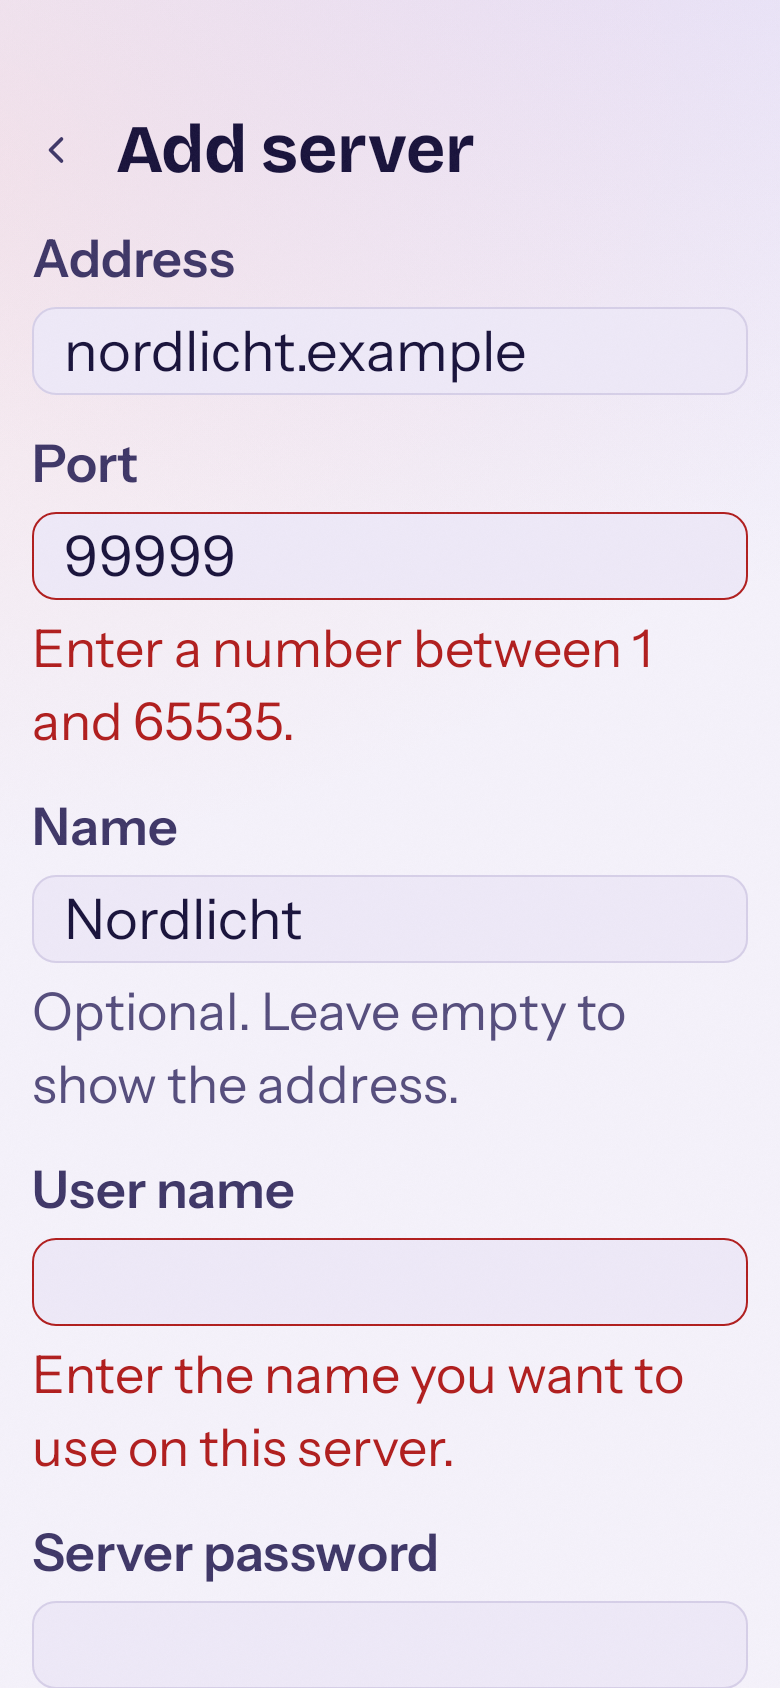 Add server
Address
nordlicht.example
Port
99999
Enter a number between 1
and 65535.
Name
Nordlicht
Optional. Leave empty to
show the address.
User name
Enter the name you want to
use on this server.
Server password